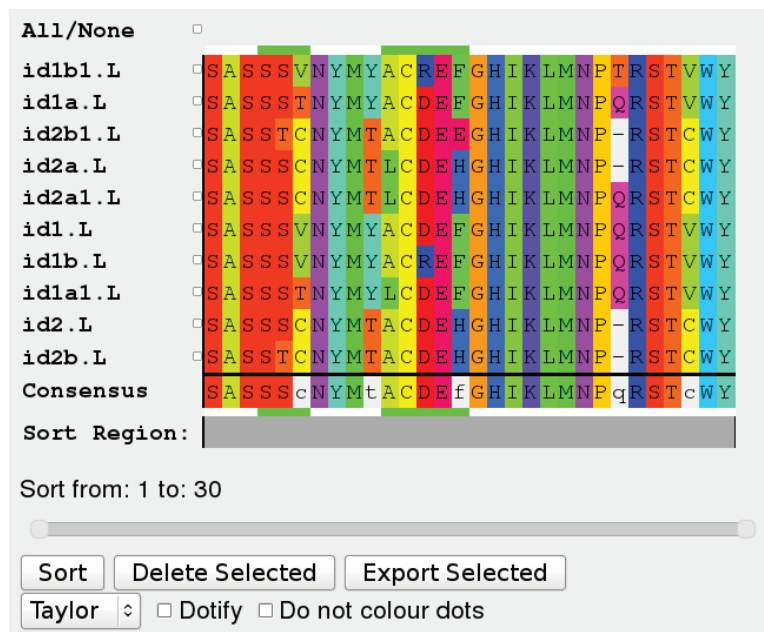 All/None
id1b1.L SASSSVNYMYACREFGHIKLMNPTRSTVWY
id1a.L SASSSTNYMYACDEFGHIKLMNPQRSTVWY
id2b1.L SASSTCNYMTACDEEGHIKLMNP-RSTCWY
id2a.L SASSSCNYMTLCDEHGHIKLMNP-RSTCWY
id2a1.L SASSSCNYMTLCDEHGHIKLMNPQRSTCWY
id1.L SASSSVNYMYACDEFGHIKLMNPQRSTVWY
id1b.L SASSSVNYMYACREFGHIKLMNPQRSTVWY
id1a1.L SASSSTNYMYLCDEFGHIKLMNPQRSTVWY
id2.L SASSSCNYMTACDEHGHIKLMNP-RSTCWY
id2b.L SASSTCNYMTACDEHGHIKLMNP-RSTCWY
Consensus SASSScNYMtACDEfGHIKLMNPqRSTcWY
Sort Region:
Sort from: 1 to: 30
Sort Delete Selected Export Selected
Taylor Dotify Do not colour dots